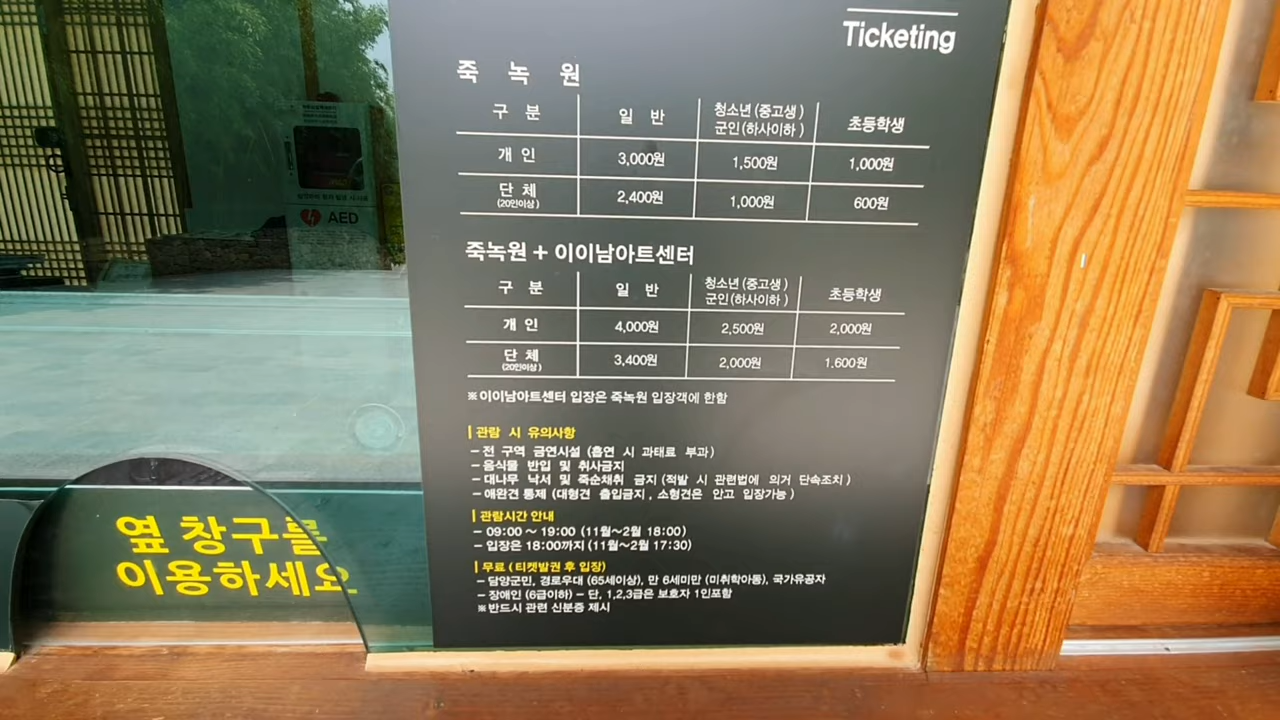 Ticketing
죽 녹 원
구 분 일 반 청소년 (중고생) 군인 (하사이하) 초등학생
개 인 3,000원 1,500원 1,000원
단 체 (20인이상) 2,400원 1,000원 600원
죽녹원 + 이이남아트센터
구 분 일 반 청소년 (중고생) 군인 (하사이하) 초등학생
개 인 4,000원 2,500원 2,000원
단 체 (20인이상) 3,400원 2,000원 1.600원
※ 이이남아트센터 입장은 죽녹원 입장객에 한함
관람 시 유의사항
- 전 구역 금연시설 (흡연 시 과태료 부과)
- 음식물 반입 및 취사금지
- 대나무 낙서 및 죽순채취 금지 (적발 시 관련법에 의거 단속조치)
- 애완견 통제 (대형견 출입금지, 소형견은 안고 입장가능)
관람시간 안내
- 09:00 ~ 19:00 (11월~2월 18:00)
- 입장은 18:00까지 (11월~2월 17:30)
무료 (티켓발권 후 입장)
- 담양군민, 경로우대 (65세이상), 만 6세미만 (미취학아동), 국가유공자
- 장애인 (6급이하) - 단, 1,2,3급은 보호자 1인포함
※ 반드시 관련 신분증 제시
AED
옆 창구를
이용하세요